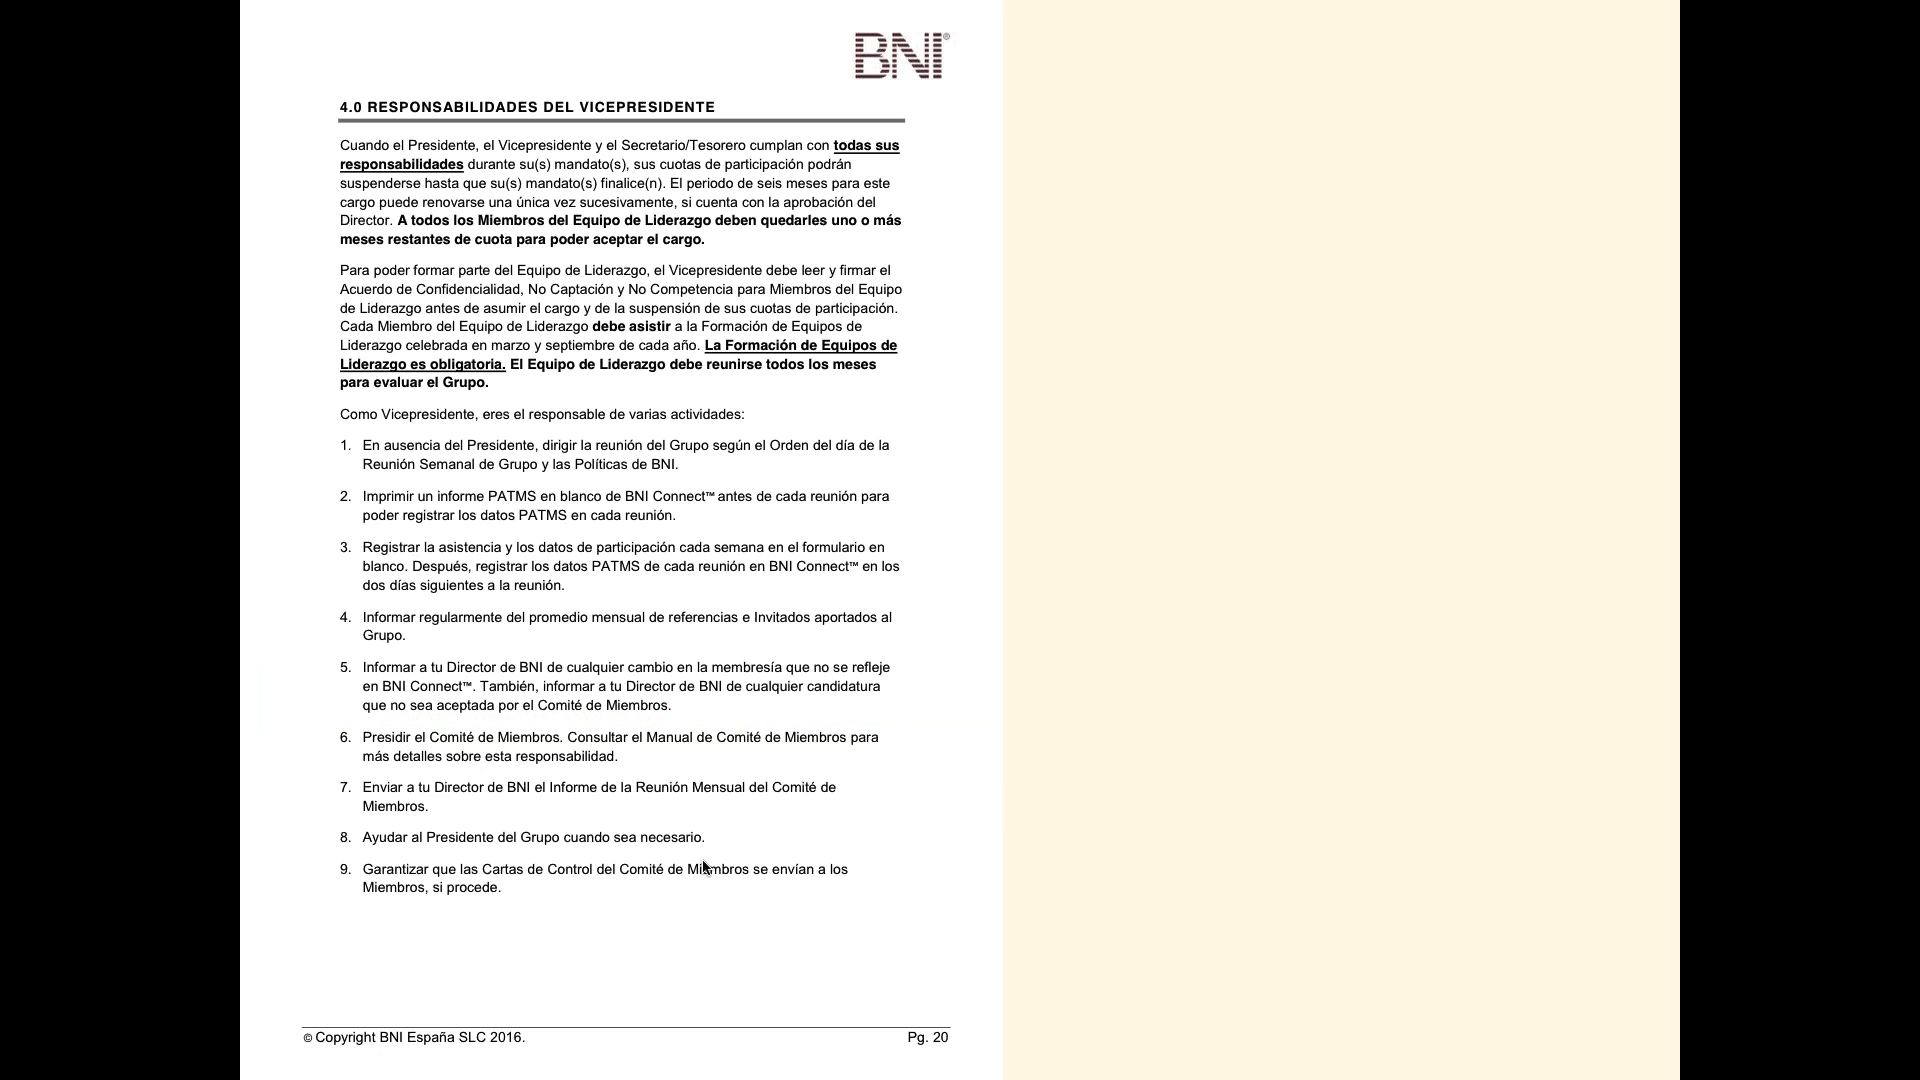 BNI®
4.0 RESPONSABILIDADES DEL VICEPRESIDENTE
Cuando el Presidente, el Vicepresidente y el Secretario/Tesorero cumplan con todas sus
responsabilidades durante su(s) mandato(s), sus cuotas de participación podrán
suspenderse hasta que su(s) mandato(s) finalice(n). El periodo de seis meses para este
cargo puede renovarse una única vez sucesivamente, si cuenta con la aprobación del
Director. A todos los Miembros del Equipo de Liderazgo deben quedarles uno o más
meses restantes de cuota para poder aceptar el cargo.
Para poder formar parte del Equipo de Liderazgo, el Vicepresidente debe leer y firmar el
Acuerdo de Confidencialidad, No Captación y No Competencia para Miembros del Equipo
de Liderazgo antes de asumir el cargo y de la suspensión de sus cuotas de participación.
Cada Miembro del Equipo de Liderazgo debe asistir a la Formación de Equipos de
Liderazgo celebrada en marzo y septiembre de cada año. La Formación de Equipos de
Liderazgo es obligatoria. El Equipo de Liderazgo debe reunirse todos los meses
para evaluar el Grupo.
Como Vicepresidente, eres el responsable de varias actividades:
1. En ausencia del Presidente, dirigir la reunión del Grupo según el Orden del día de la
Reunión Semanal de Grupo y las Políticas de BNI.
2. Imprimir un informe PATMS en blanco de BNI Connect™ antes de cada reunión para
poder registrar los datos PATMS en cada reunión.
3. Registrar la asistencia y los datos de participación cada semana en el formulario en
blanco. Después, registrar los datos PATMS de cada reunión en BNI Connect™ en los
dos días siguientes a la reunión.
4. Informar regularmente del promedio mensual de referencias e Invitados aportados al
Grupo.
5. Informar a tu Director de BNI de cualquier cambio en la membresía que no se refleje
en BNI Connect™. También, informar a tu Director de BNI de cualquier candidatura
que no sea aceptada por el Comité de Miembros.
6. Presidir el Comité de Miembros. Consultar el Manual de Comité de Miembros para
más detalles sobre esta responsabilidad.
7. Enviar a tu Director de BNI el Informe de la Reunión Mensual del Comité de
Miembros.
8. Ayudar al Presidente del Grupo cuando sea necesario.
9. Garantizar que las Cartas de Control del Comité de Miembros se envían a los
Miembros, si procede.
© Copyright BNI España SLC 2016.
Pg. 20